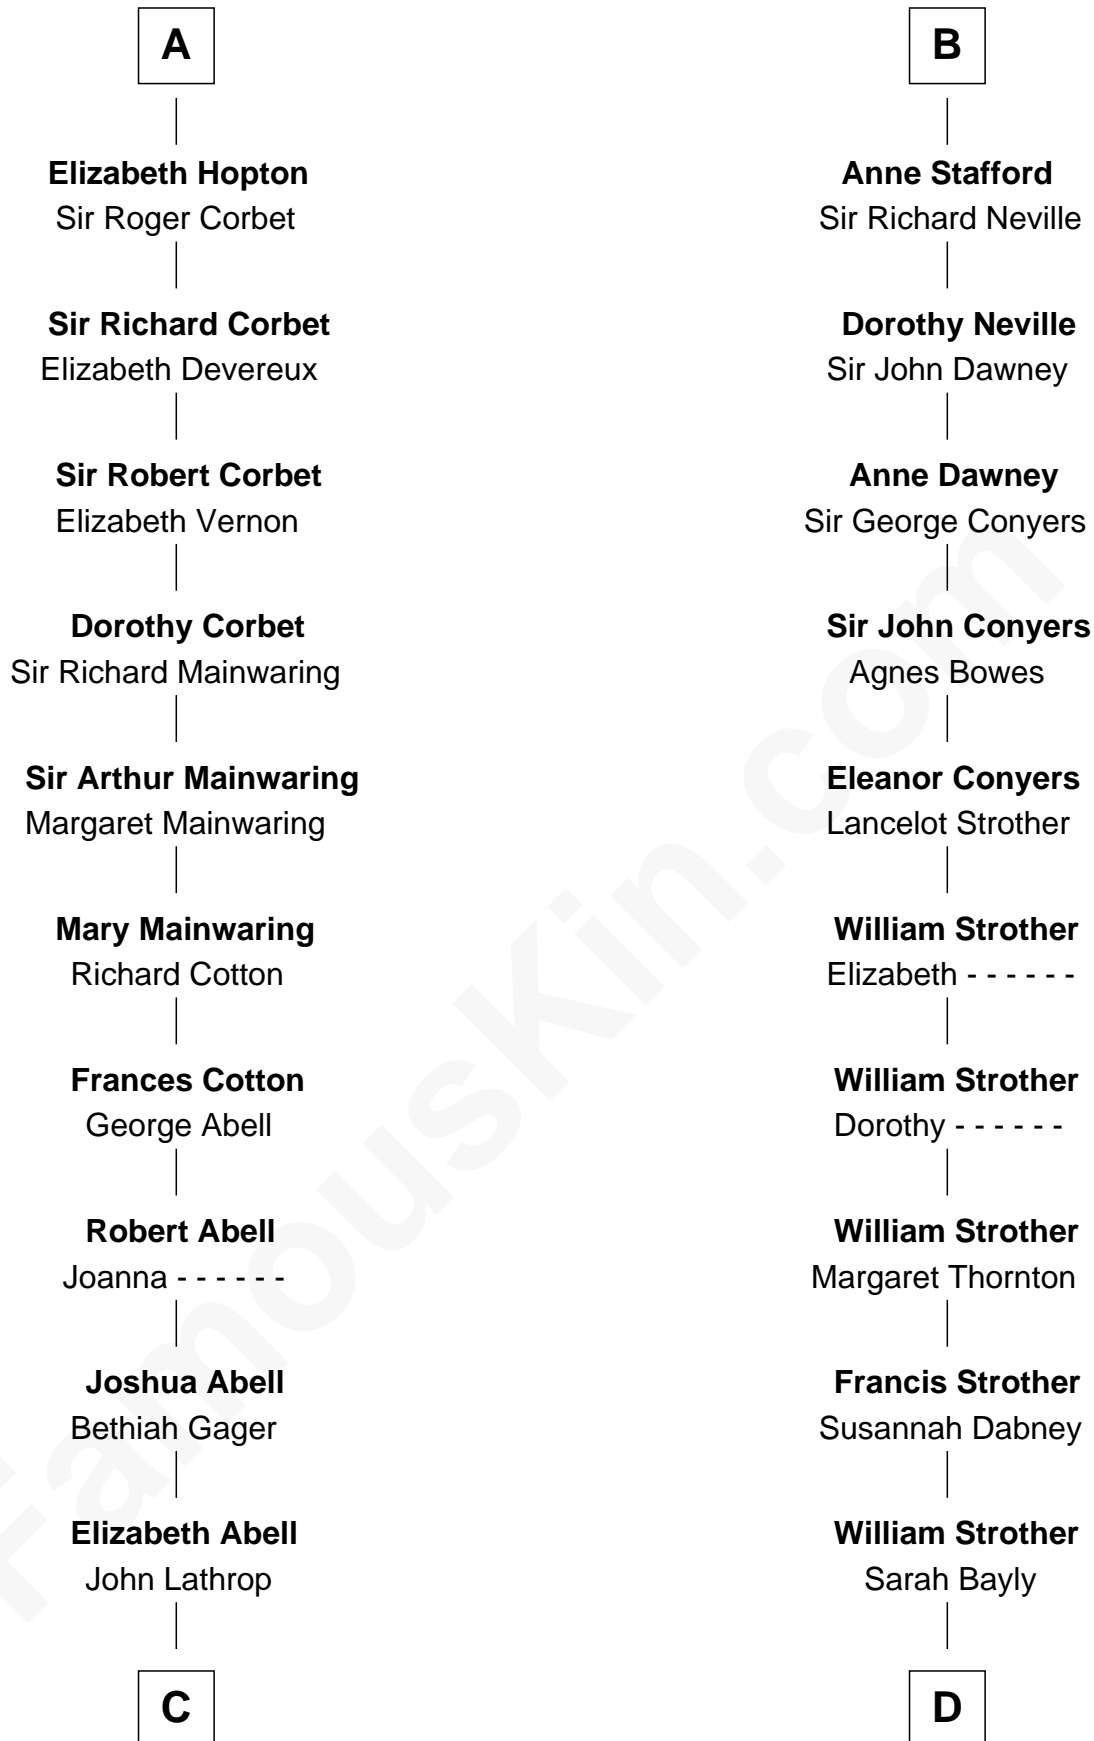 A
Elizabeth Hopton
Sir Roger Corbet
Sir Richard Corbet
Elizabeth Devereux
Sir Robert Corbet
Elizabeth Vernon
Dorothy Corbet
Sir Richard Mainwaring
Sir Arthur Mainwaring
Margaret Mainwaring
Mary Mainwaring
Richard Cotton
Frances Cotton
George Abell
Robert Abell
Joanna - - - - - -
Joshua Abell
Bethiah Gager
Elizabeth Abell
John Lathrop
C
B
Anne Stafford
Sir Richard Neville
Dorothy Neville
Sir John Dawney
Anne Dawney
Sir George Conyers
Sir John Conyers
Agnes Bowes
Eleanor Conyers
Lancelot Strother
William Strother
Elizabeth - - - - - -
William Strother
Dorothy - - - - - -
William Strother
Margaret Thornton
Francis Strother
Susannah Dabney
William Strother
Sarah Bayly
D
FamousKin.com